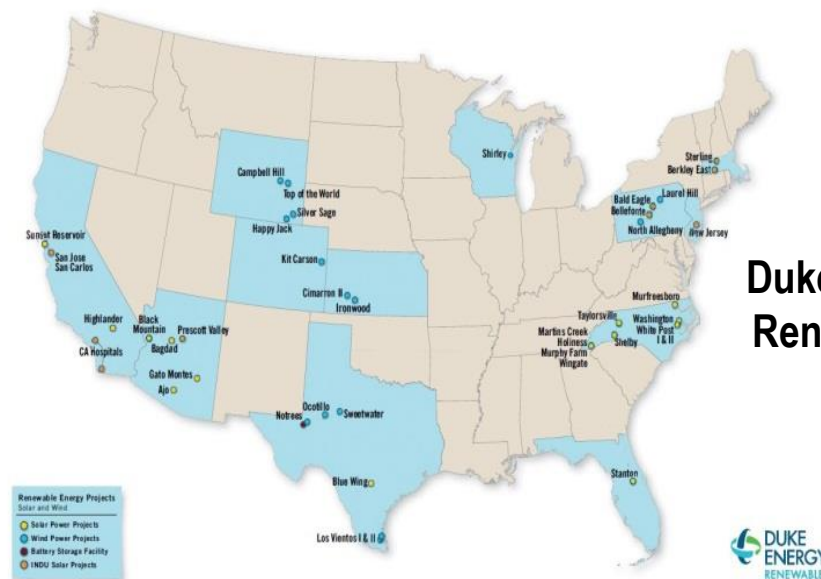 Campbell Hill
Top of the World
Silver Sage
Happy Jack
Shirley
Sterling
Berkley East
Laurel Hill
Bald Eagle
Bellefonte
North Allegheny
New Jersey
Sunset Reservoir
San Jose
San Carlos
Kit Carson
Cimarron II
Ironwood
Highlander
Black
Mountain
Prescott Valley
Bagdad
CA Hospitals
Gato Montes
Ajo
Murfreesboro
Taylorsville
Washington
White Post
I & II
Martins Creek
Holiness
Murphy Farm
Wingate
Shelby
Duke
Ren
Ocotillo
Notrees
Sweetwater
Blue Wing
Stanton
Los Vientos I & II
Renewable Energy Projects
Solar and Wind
Solar Power Projects
Wind Power Projects
Battery Storage Facility
INDU Solar Projects
DUKE
ENERGY
RENEWABLE